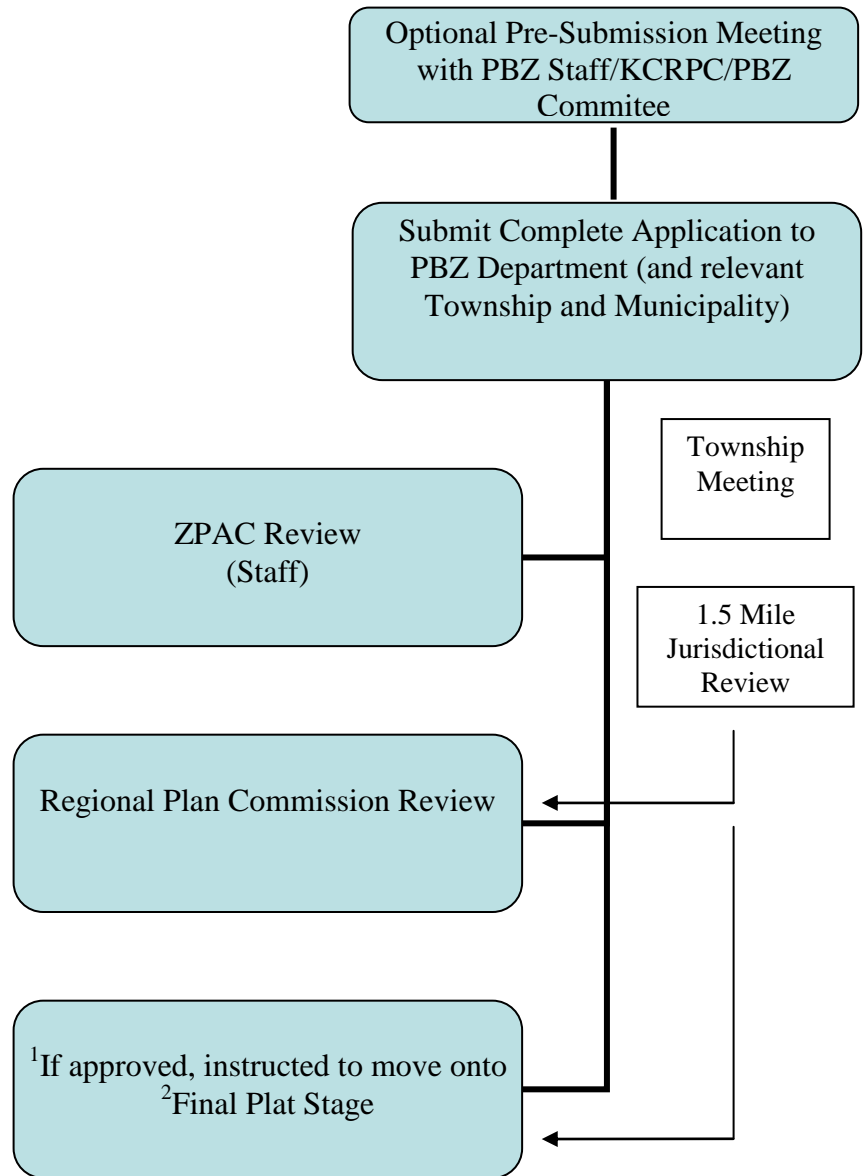 Optional Pre-Submission Meeting
with PBZ Staff/KCRPC/PBZ
Commitee
Submit Complete Application to
PBZ Department (and relevant
Township and Municipality)
Township
Meeting
ZPAC Review
(Staff)
1.5 Mile
Jurisdictional
Review
Regional Plan Commission Review
¹If approved, instructed to move onto
²Final Plat Stage